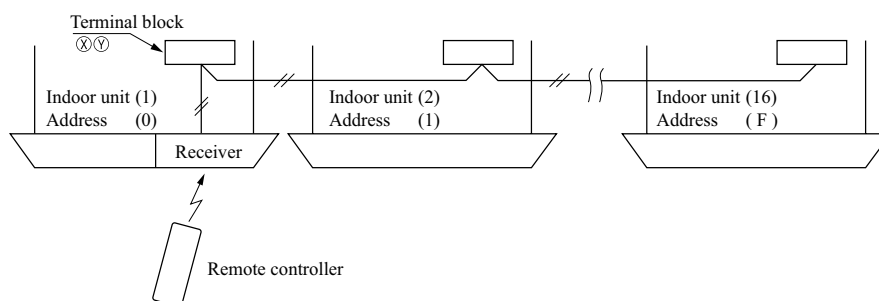 Terminal block
Ⓧ Ⓨ
Indoor unit (1)
Address (0)
Indoor unit (2)
Address (1)
Indoor unit (16)
Address ( F )
Receiver
Remote controller